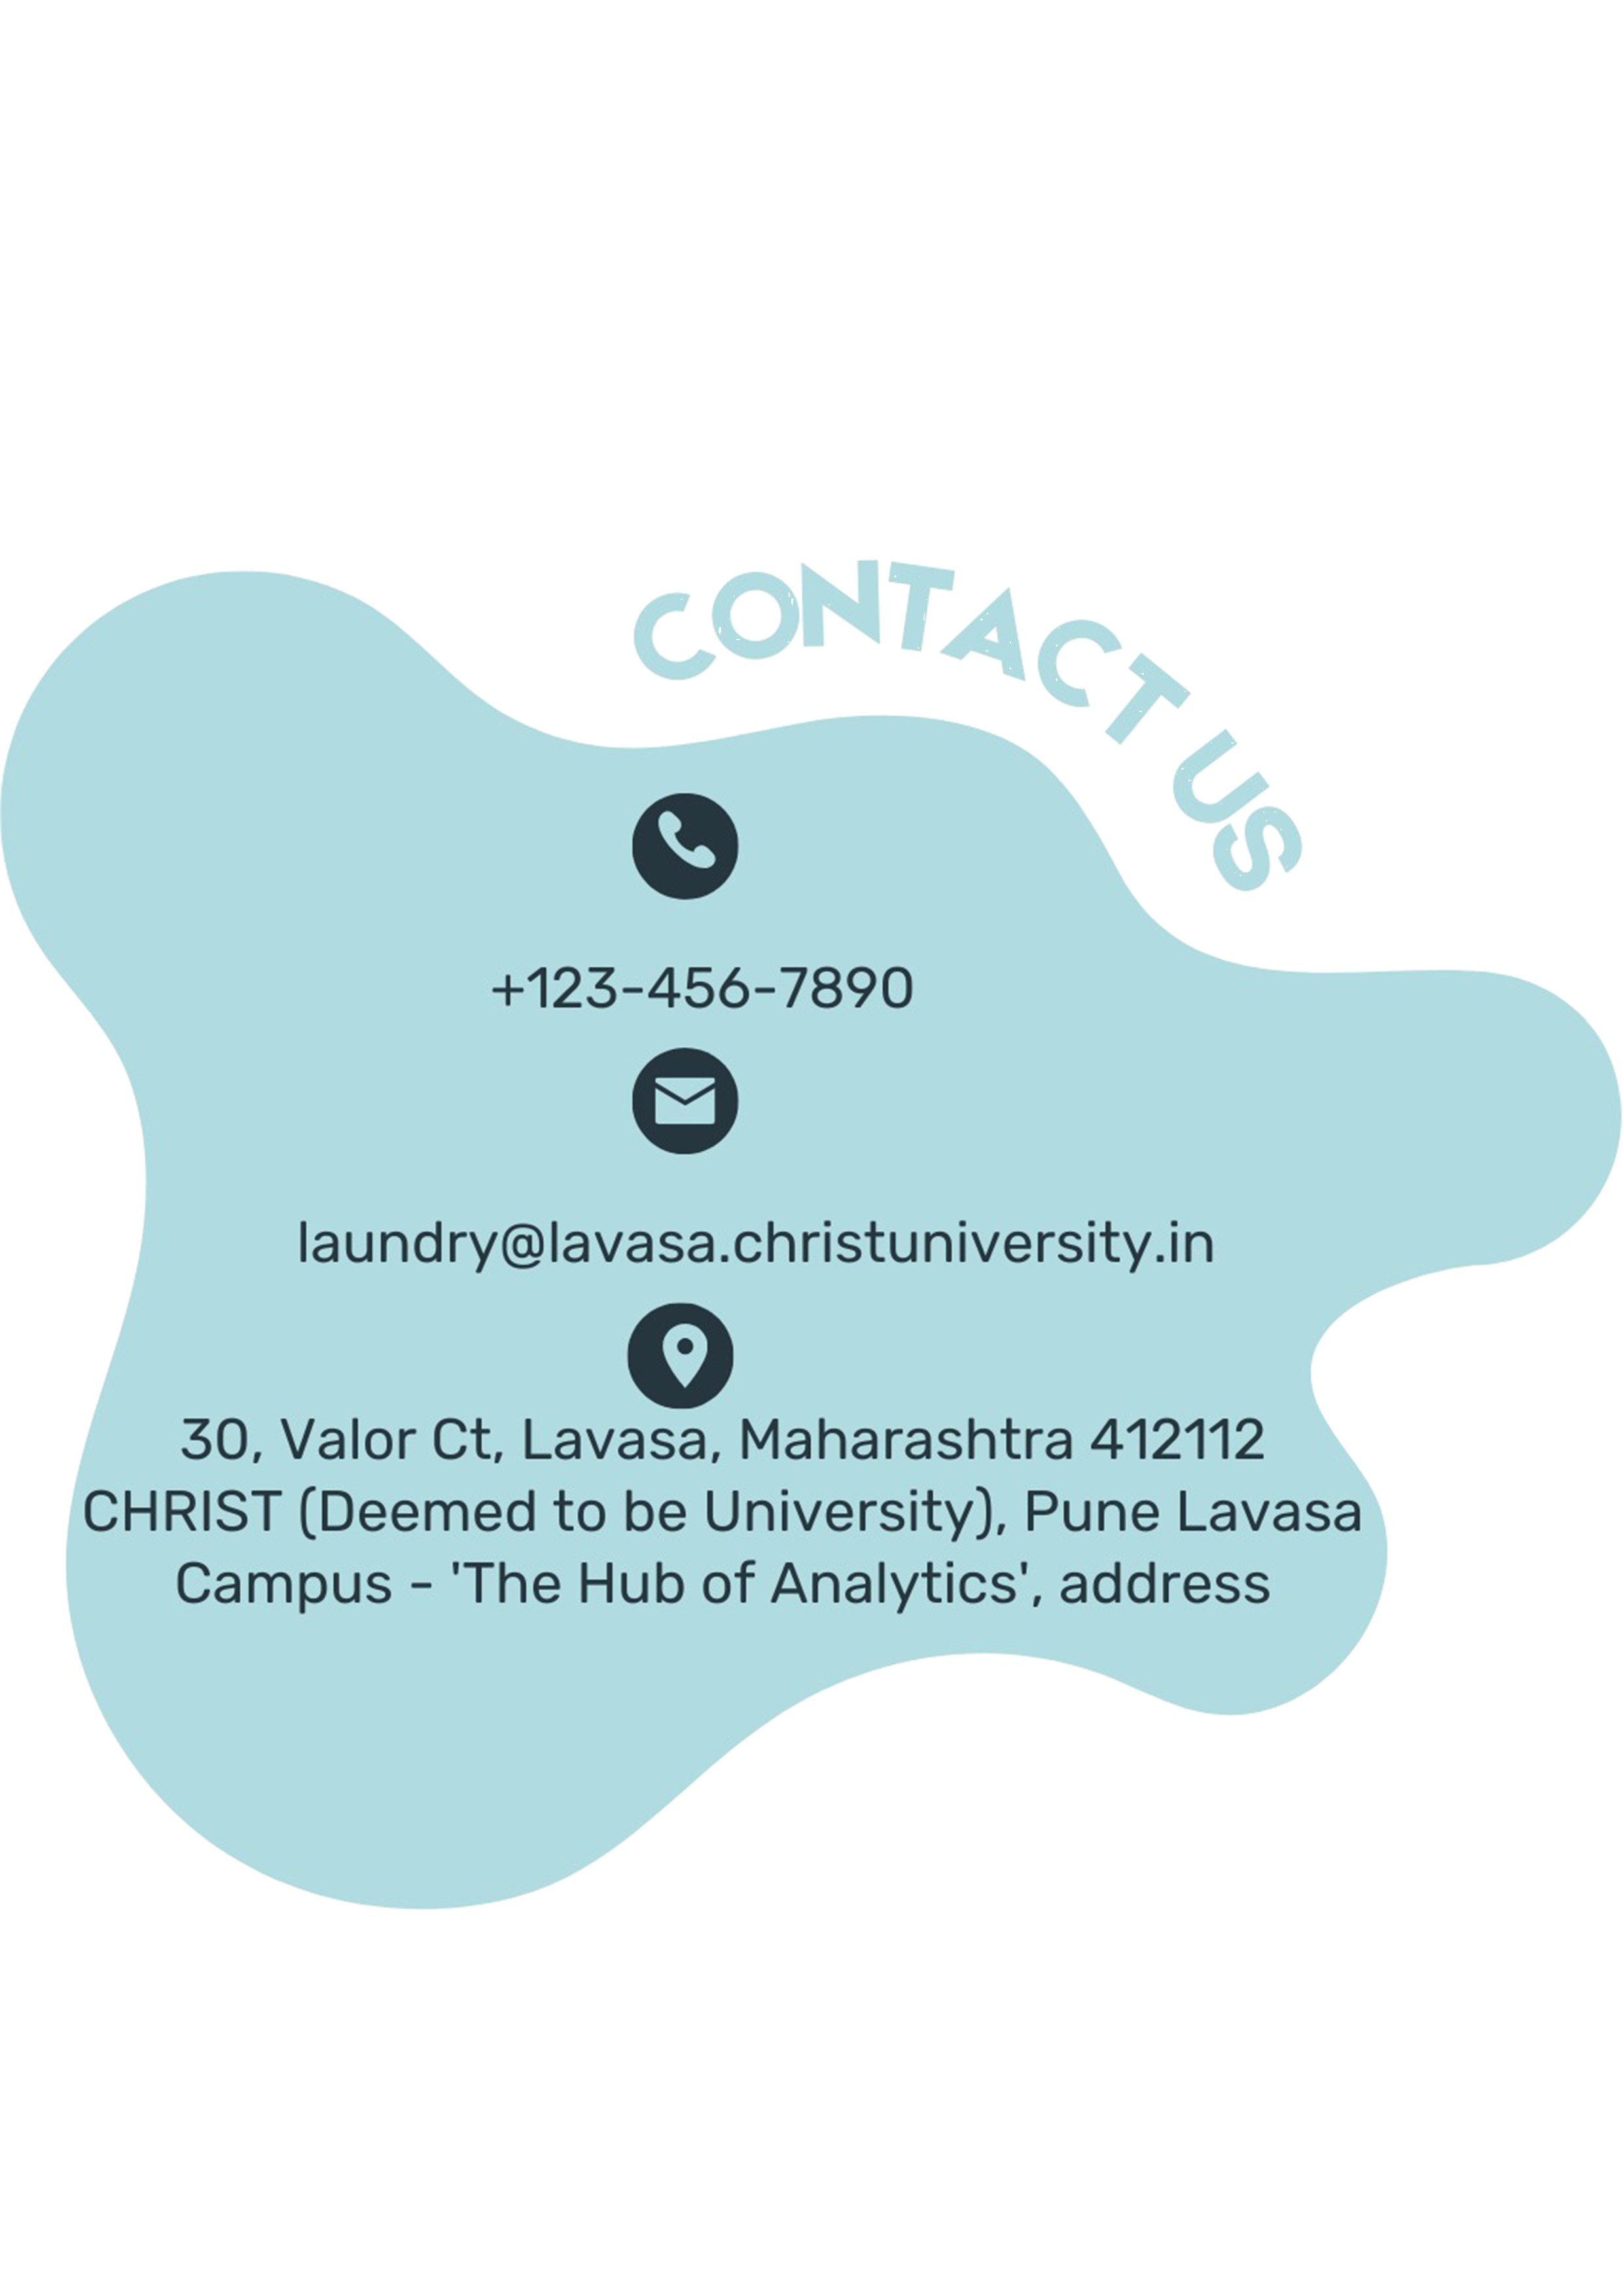 CONTACT US
+123-456-7890
laundry@lavasa.christuniversity.in
30, Valor Ct, Lavasa, Maharashtra 412112
CHRIST (Deemed to be University), Pune Lavasa
Campus - 'The Hub of Analytics', address